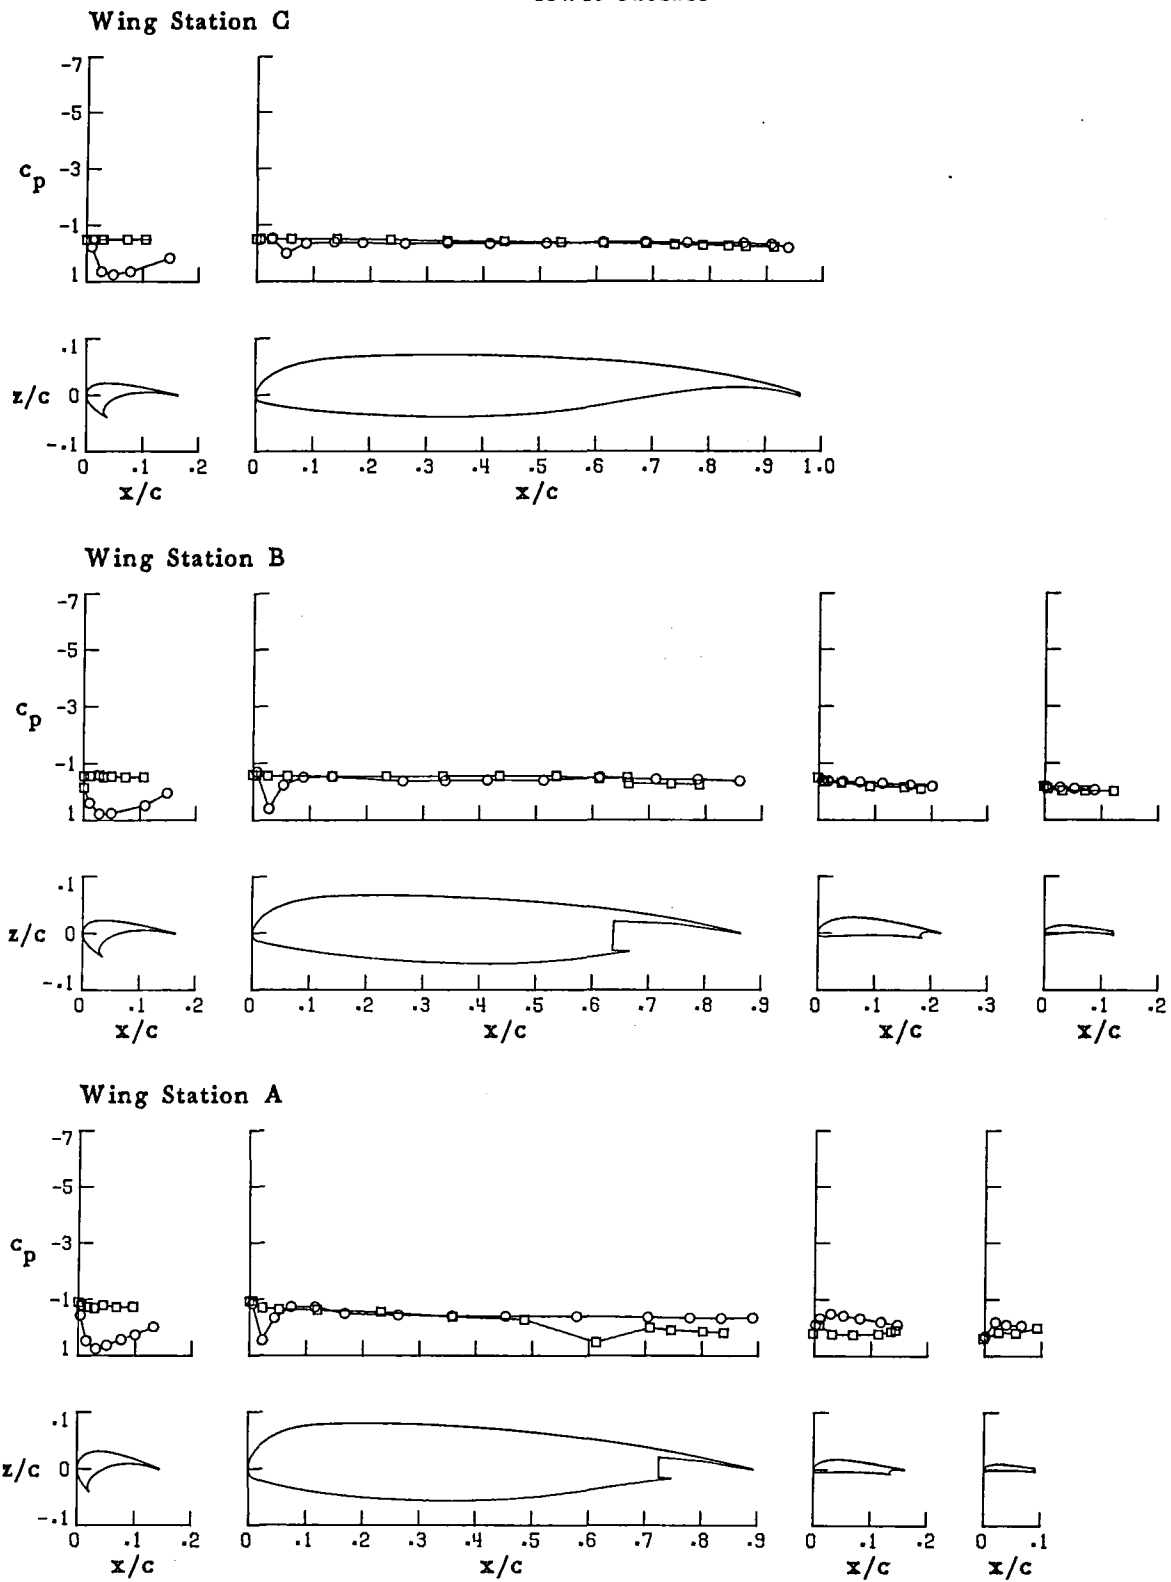 Wing Station C
-7
-5
c_p -3
-1
1
.1
z/c 0
-.1
0 .1 .2 0 .1 .2 .3 .4 .5 .6 .7 .8 .9 1.0
x/c x/c
Wing Station B
-7
-5
c_p -3
-1
1
.1
z/c 0
-.1
0 .1 .2 0 .1 .2 .3 .4 .5 .6 .7 .8 .9 0 .1 .2 .3 0 .1 .2
x/c x/c x/c x/c
Wing Station A
-7
-5
c_p -3
-1
1
.1
z/c 0
-.1
0 .1 .2 0 .1 .2 .3 .4 .5 .6 .7 .8 .9 0 .1 .2 0 .1
x/c x/c x/c x/c